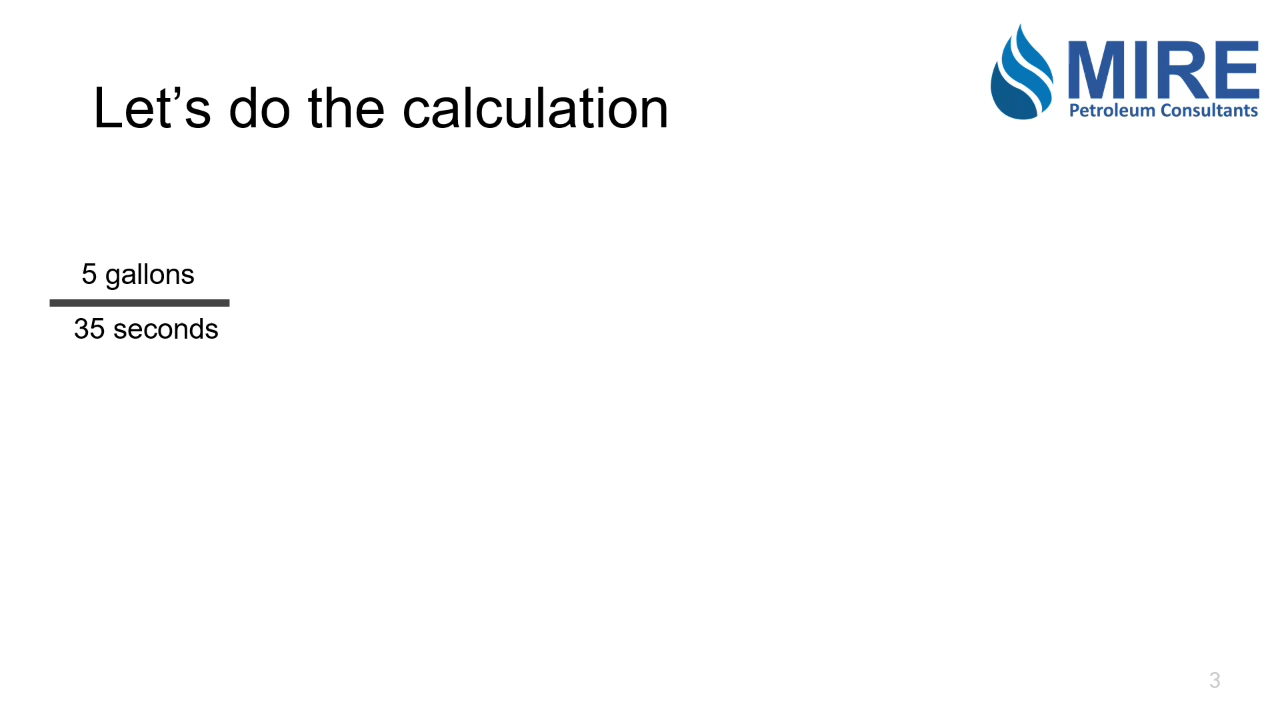 MIRE
Petroleum Consultants
Let’s do the calculation
5 gallons
35 seconds
3